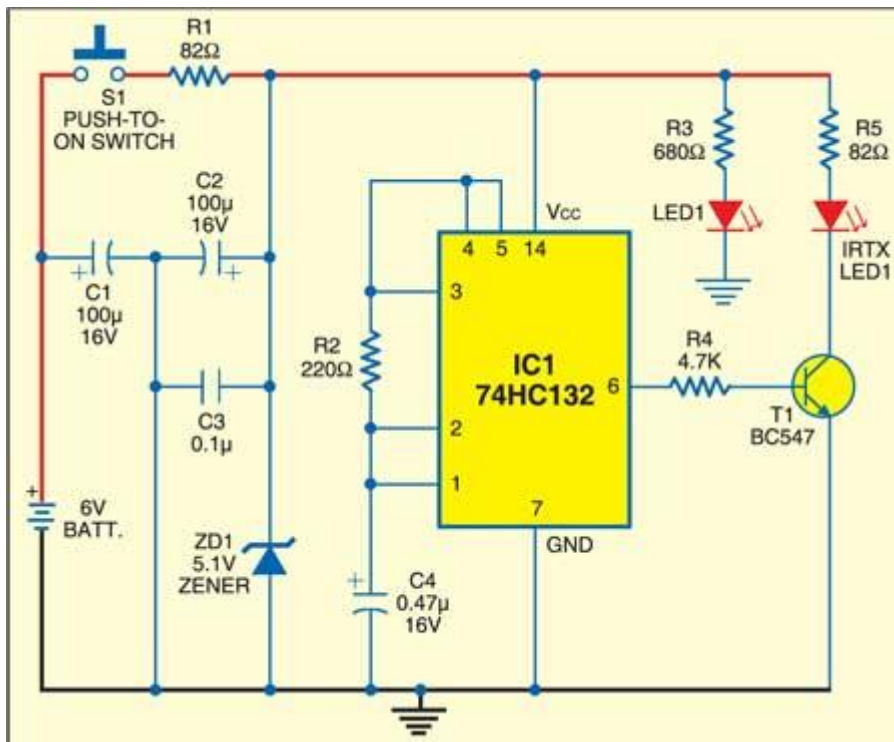 R1
82Ω
S1
PUSH-TO-
ON SWITCH
C2
100µ
16V
+
+
C1
100µ
16V
C3
0.1µ
+
6V
BATT.
ZD1
5.1V
ZENER
R2
220Ω
+
C4
0.47µ
16V
Vcc
4
5
14
3
IC1
74HC132
6
2
1
7
GND
R3
680Ω
LED1
R5
82Ω
IRTX
LED1
R4
4.7K
T1
BC547